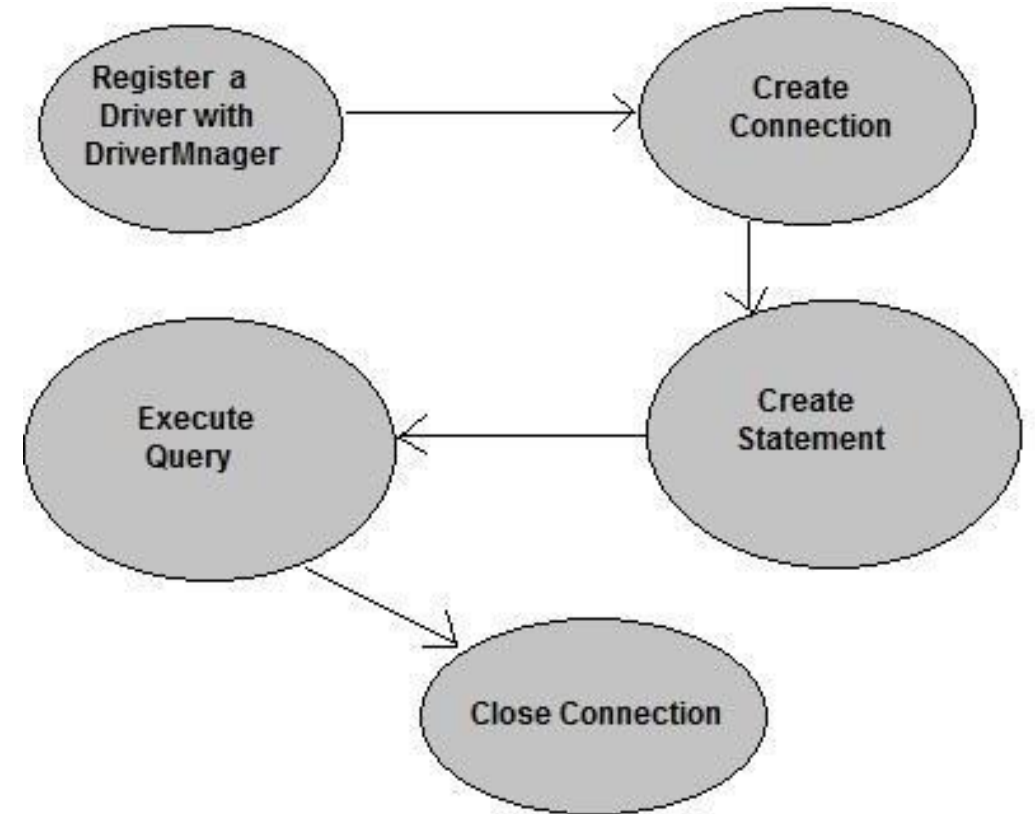 Register a
Driver with
DriverMnager
Create
Connection
Create
Statement
Execute
Query
Close Connection